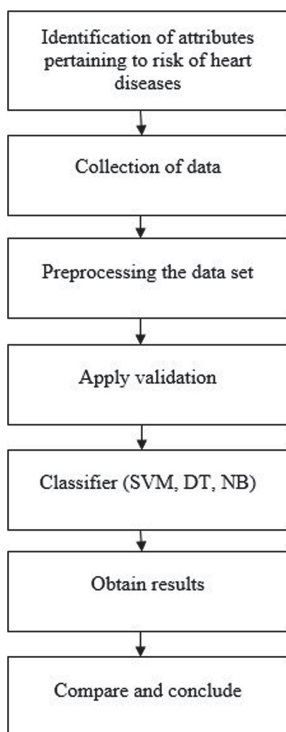 Identification of attributes
pertaining to risk of heart
diseases
Collection of data
Preprocessing the data set
Apply validation
Classifier (SVM, DT, NB)
Obtain results
Compare and conclude